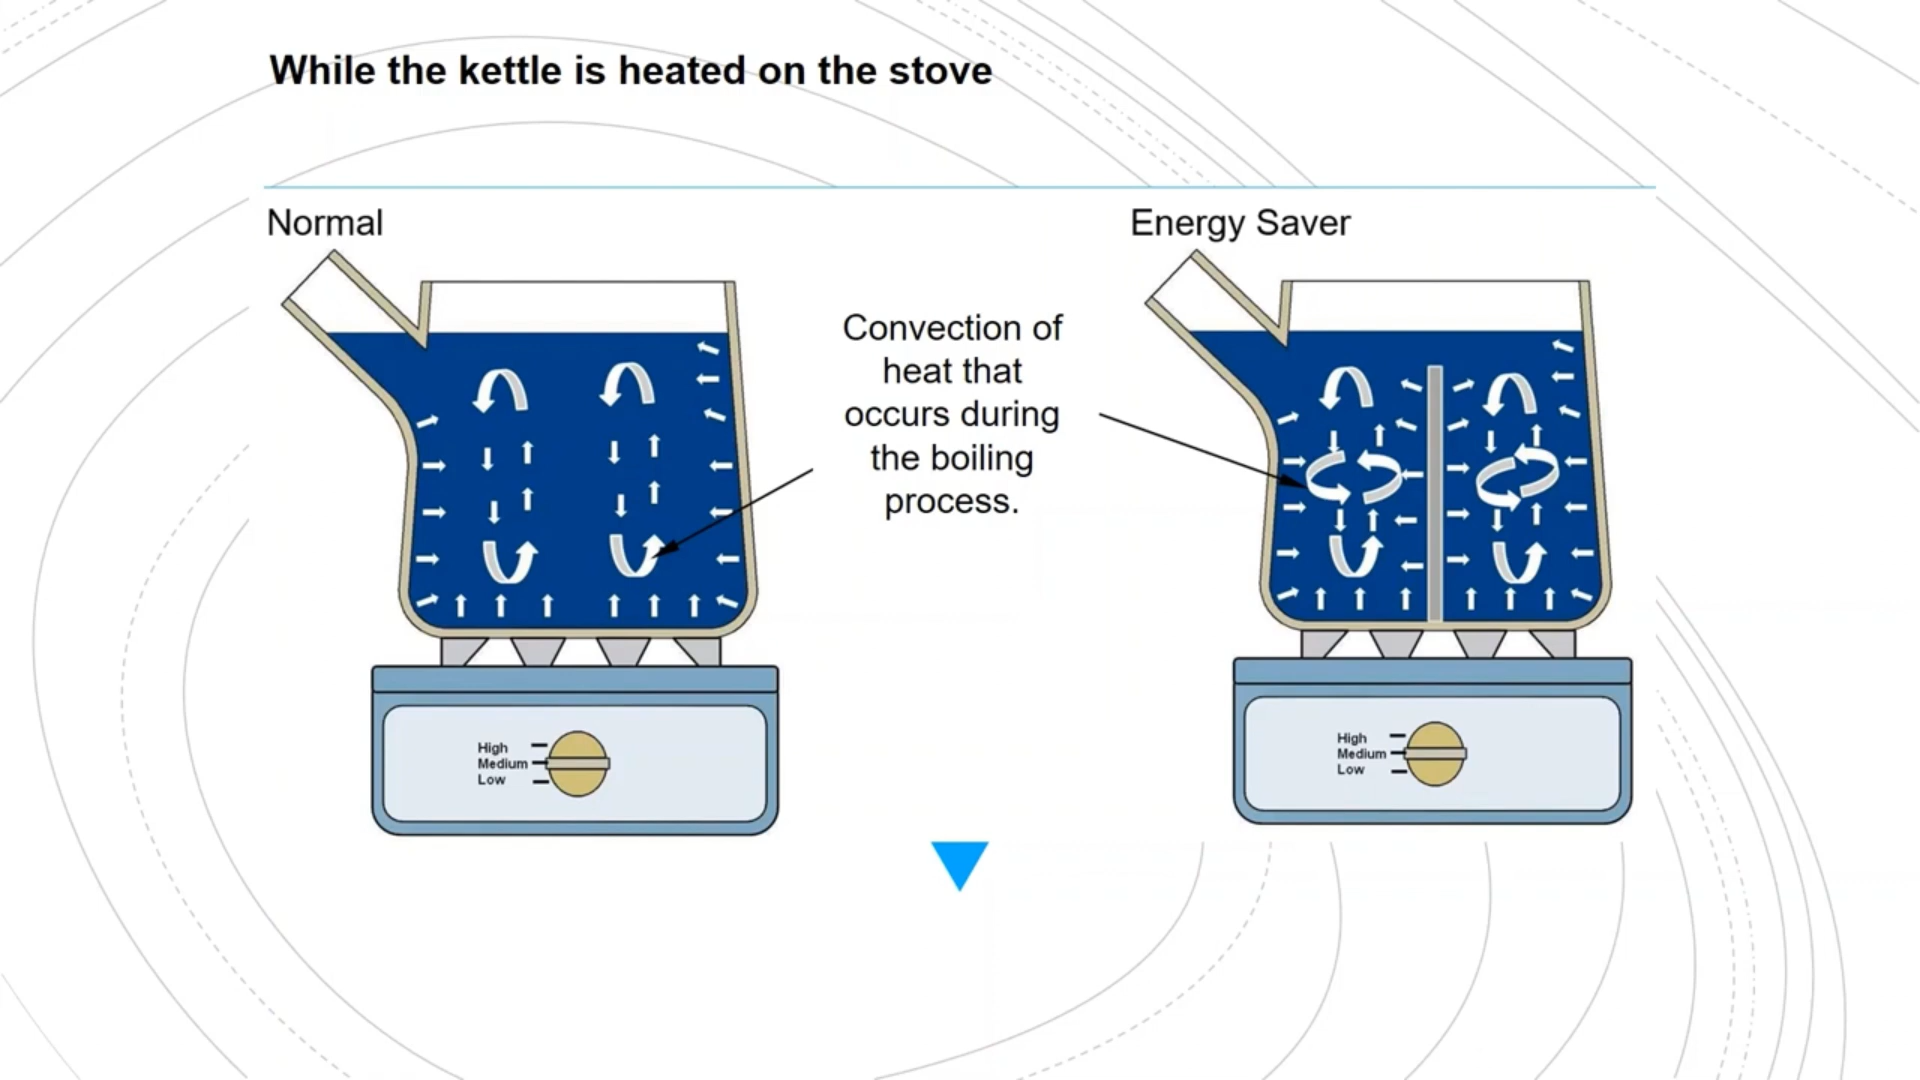 While the kettle is heated on the stove
Normal
Energy Saver
Convection of
heat that
occurs during
the boiling
process.
High
Medium
Low
High
Medium
Low